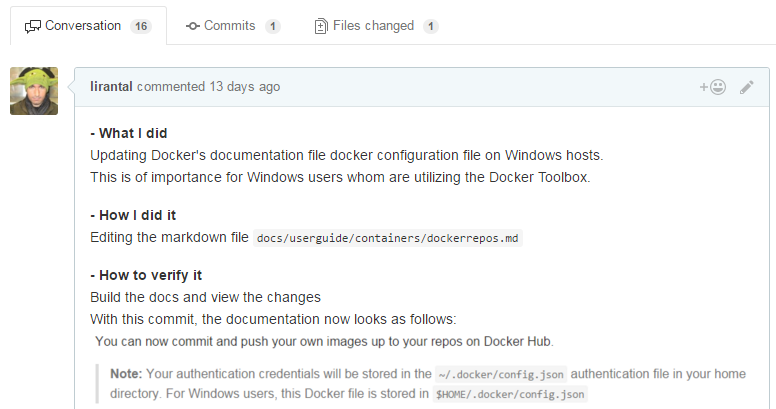 Conversation 16 Commits 1 Files changed 1
lirantal commented 13 days ago
- What I did
Updating Docker's documentation file docker configuration file on Windows hosts.
This is of importance for Windows users whom are utilizing the Docker Toolbox.
- How I did it
Editing the markdown file docs/userguide/containers/dockerrepos.md
- How to verify it
Build the docs and view the changes
With this commit, the documentation now looks as follows:
You can now commit and push your own images up to your repos on Docker Hub.
Note: Your authentication credentials will be stored in the ~/.docker/config.json authentication file in your home
directory. For Windows users, this Docker file is stored in $HOME/.docker/config.json